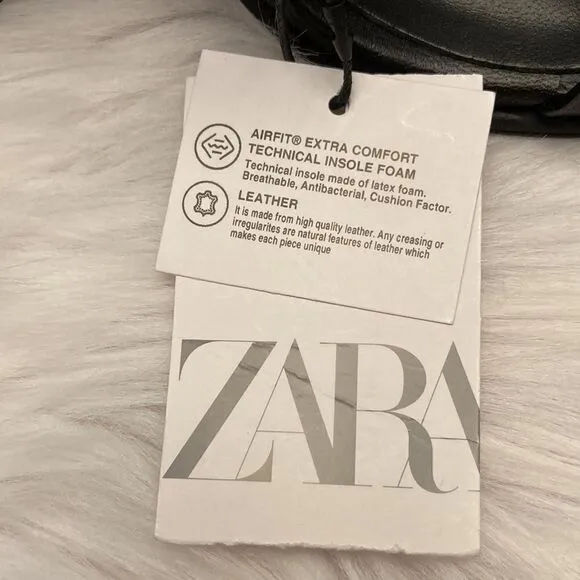 AIRFIT® EXTRA COMFORT
TECHNICAL INSOLE FOAM
Technical insole made of latex foam.
Breathable, Antibacterial, Cushion Factor.
LEATHER
It is made from high quality leather. Any creasing or
irregularites are natural features of leather which
makes each piece unique
ZARA